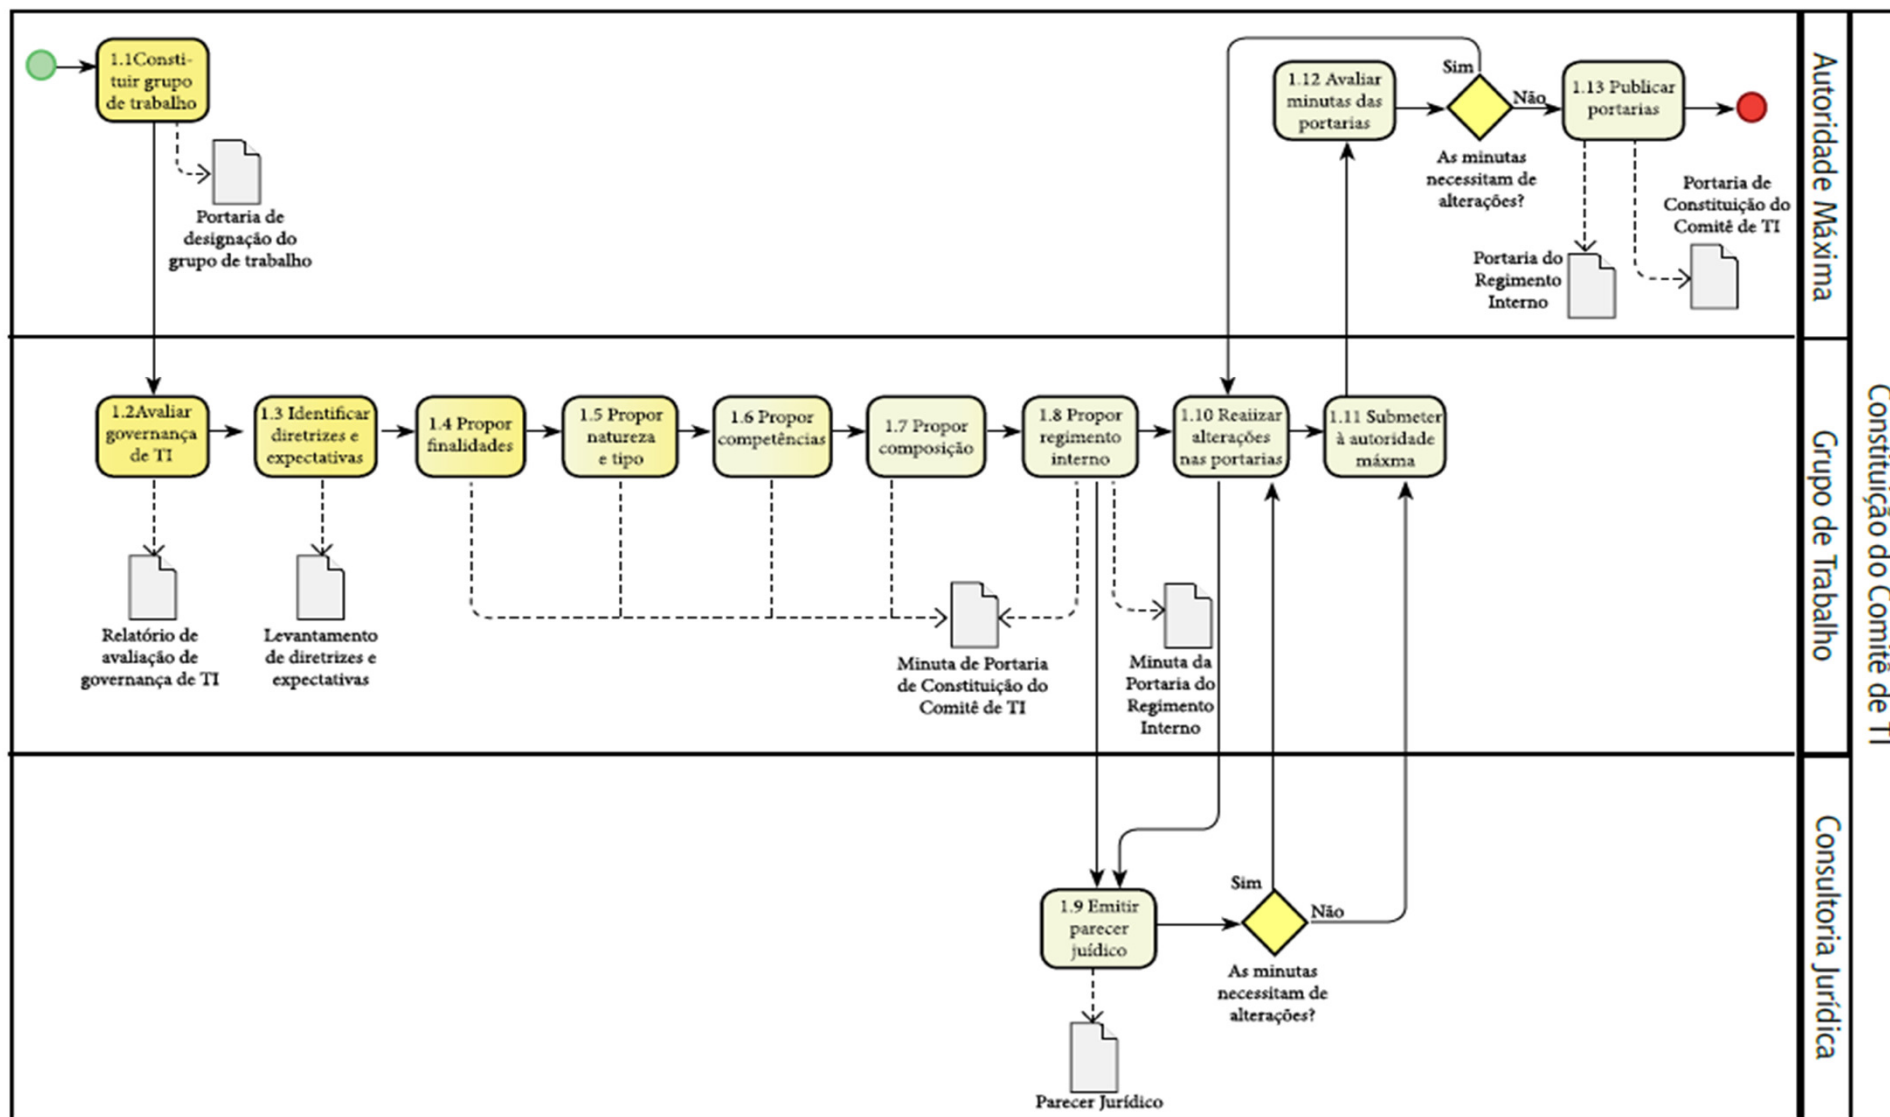 1.1Consti-
tuir grupo
de trabalho
Portaria de
designação do
grupo de trabalho
1.12 Avaliar
minutas das
portarias
Sim
Não
As minutas
necessitam de
alterações?
1.13 Publicar
portarias
Portaria do
Regimento
Interno
Portaria de
Constituição do
Comitê de TI
Autoridade Máxima
1.2Avaliar
governança
de TI
1.3 Identificar
diretrizes e
expectativas
1.4 Propor
finalidades
1.5 Propor
natureza
e tipo
1.6 Propor
competências
1.7 Propor
composição
1.8 Propor
regimento
interno
1.10 Reaiizar
alterações
nas portarias
1.11 Submeter
à autoridade
máxma
Relatório de
avaliação de
governança de TI
Levantamento
de diretrizes e
expectativas
Minuta de Portaria
de Constituição do
Comitê de TI
Minuta da
Portaria do
Regimento
Interno
Grupo de Trabalho
1.9 Emitir
parecer
juídico
Sim
Não
As minutas
necessitam de
alterações?
Parecer Jurídico
Consultoria Jurídica
Constituição do Comitê de TI